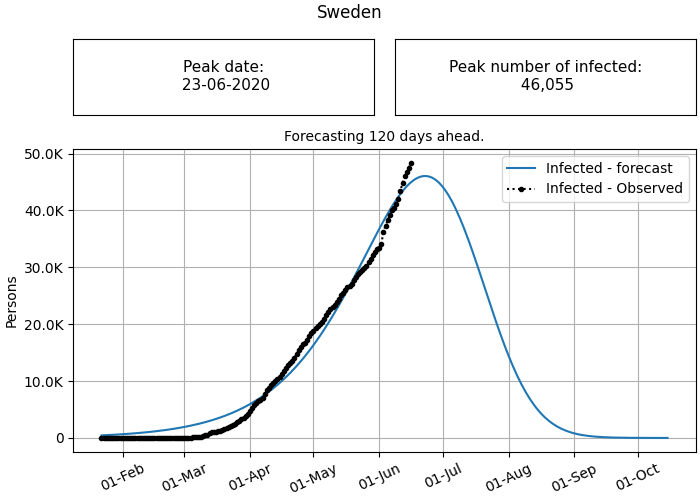 Sweden
Peak date:
23-06-2020
Peak number of infected:
46,055
Forecasting 120 days ahead.
50.0K
40.0K
30.0K
20.0K
10.0K
0
Persons
Infected - forecast
Infected - Observed
01-Feb
01-Mar
01-Apr
01-May
01-Jun
01-Jul
01-Aug
01-Sep
01-Oct